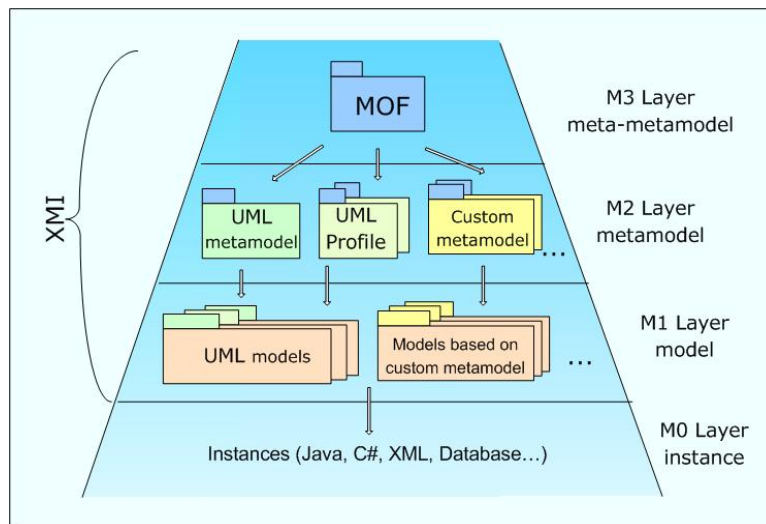 MOF
M3 Layer
meta-metamodel
XMI
UML
metamodel
UML
Profile
Custom
metamodel
...
M2 Layer
metamodel
UML models
Models based on
custom metamodel
...
M1 Layer
model
Instances (Java, C#, XML, Database...)
M0 Layer
instance